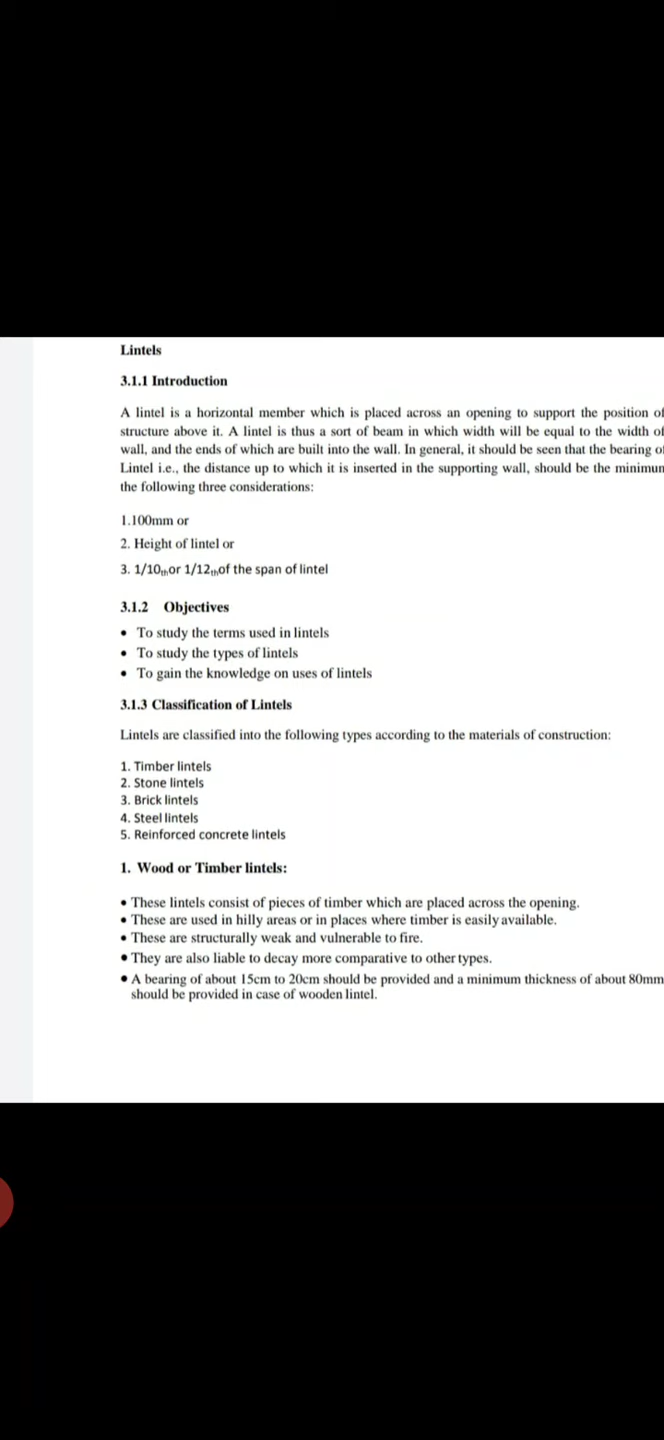 Lintels
3.1.1 Introduction
A lintel is a horizontal member which is placed across an opening to support the position of
structure above it. A lintel is thus a sort of beam in which width will be equal to the width of
wall, and the ends of which are built into the wall. In general, it should be seen that the bearing of
Lintel i.e., the distance up to which it is inserted in the supporting wall, should be the minimum
the following three considerations:
1.100mm or
2. Height of lintel or
3. 1/10th or 1/12th of the span of lintel
3.1.2 Objectives
• To study the terms used in lintels
• To study the types of lintels
• To gain the knowledge on uses of lintels
3.1.3 Classification of Lintels
Lintels are classified into the following types according to the materials of construction:
1. Timber lintels
2. Stone lintels
3. Brick lintels
4. Steel lintels
5. Reinforced concrete lintels
1. Wood or Timber lintels:
• These lintels consist of pieces of timber which are placed across the opening.
• These are used in hilly areas or in places where timber is easily available.
• These are structurally weak and vulnerable to fire.
• They are also liable to decay more comparative to other types.
• A bearing of about 15cm to 20cm should be provided and a minimum thickness of about 80mm
should be provided in case of wooden lintel.